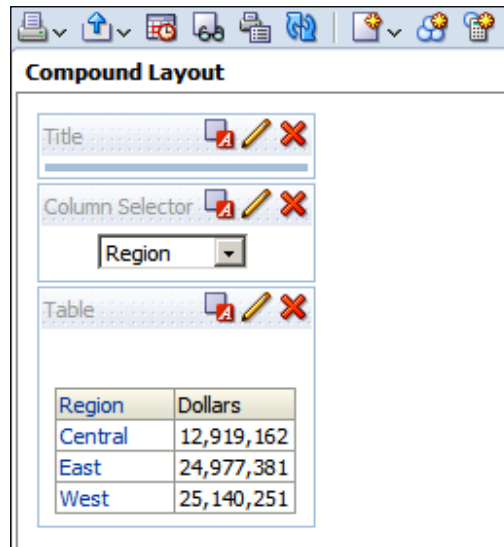 Compound Layout
Title
Column Selector
Region
Table
Region Dollars
Central 12,919,162
East 24,977,381
West 25,140,251